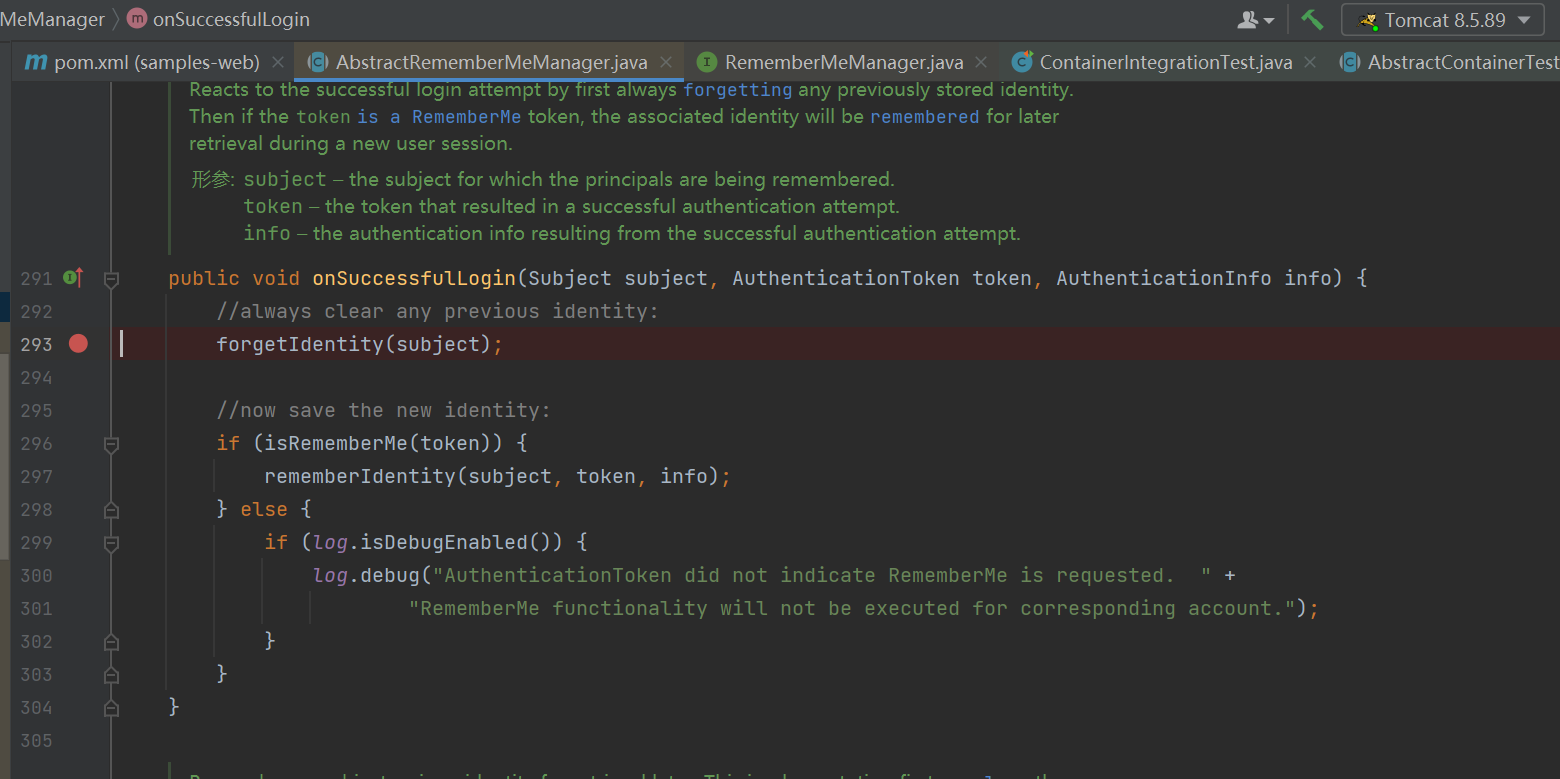 MeManager onSuccessfulLogin Tomcat 8.5.89
pom.xml (samples-web) AbstractRememberMeManager.java RememberMeManager.java ContainerIntegrationTest.java AbstractContainerTest
Reacts to the successful login attempt by first always forgetting any previously stored identity.
Then if the token is a RememberMe token, the associated identity will be remembered for later
retrieval during a new user session.
形参: subject – the subject for which the principals are being remembered.
token – the token that resulted in a successful authentication attempt.
info – the authentication info resulting from the successful authentication attempt.
291 public void onSuccessfulLogin(Subject subject, AuthenticationToken token, AuthenticationInfo info) {
292 //always clear any previous identity:
293 forgetIdentity(subject);
294
295 //now save the new identity:
296 if (isRememberMe(token)) {
297 rememberIdentity(subject, token, info);
298 } else {
299 if (log.isDebugEnabled()) {
300 log.debug("AuthenticationToken did not indicate RememberMe is requested.  " +
301 "RememberMe functionality will not be executed for corresponding account.");
302 }
303 }
304 }
305